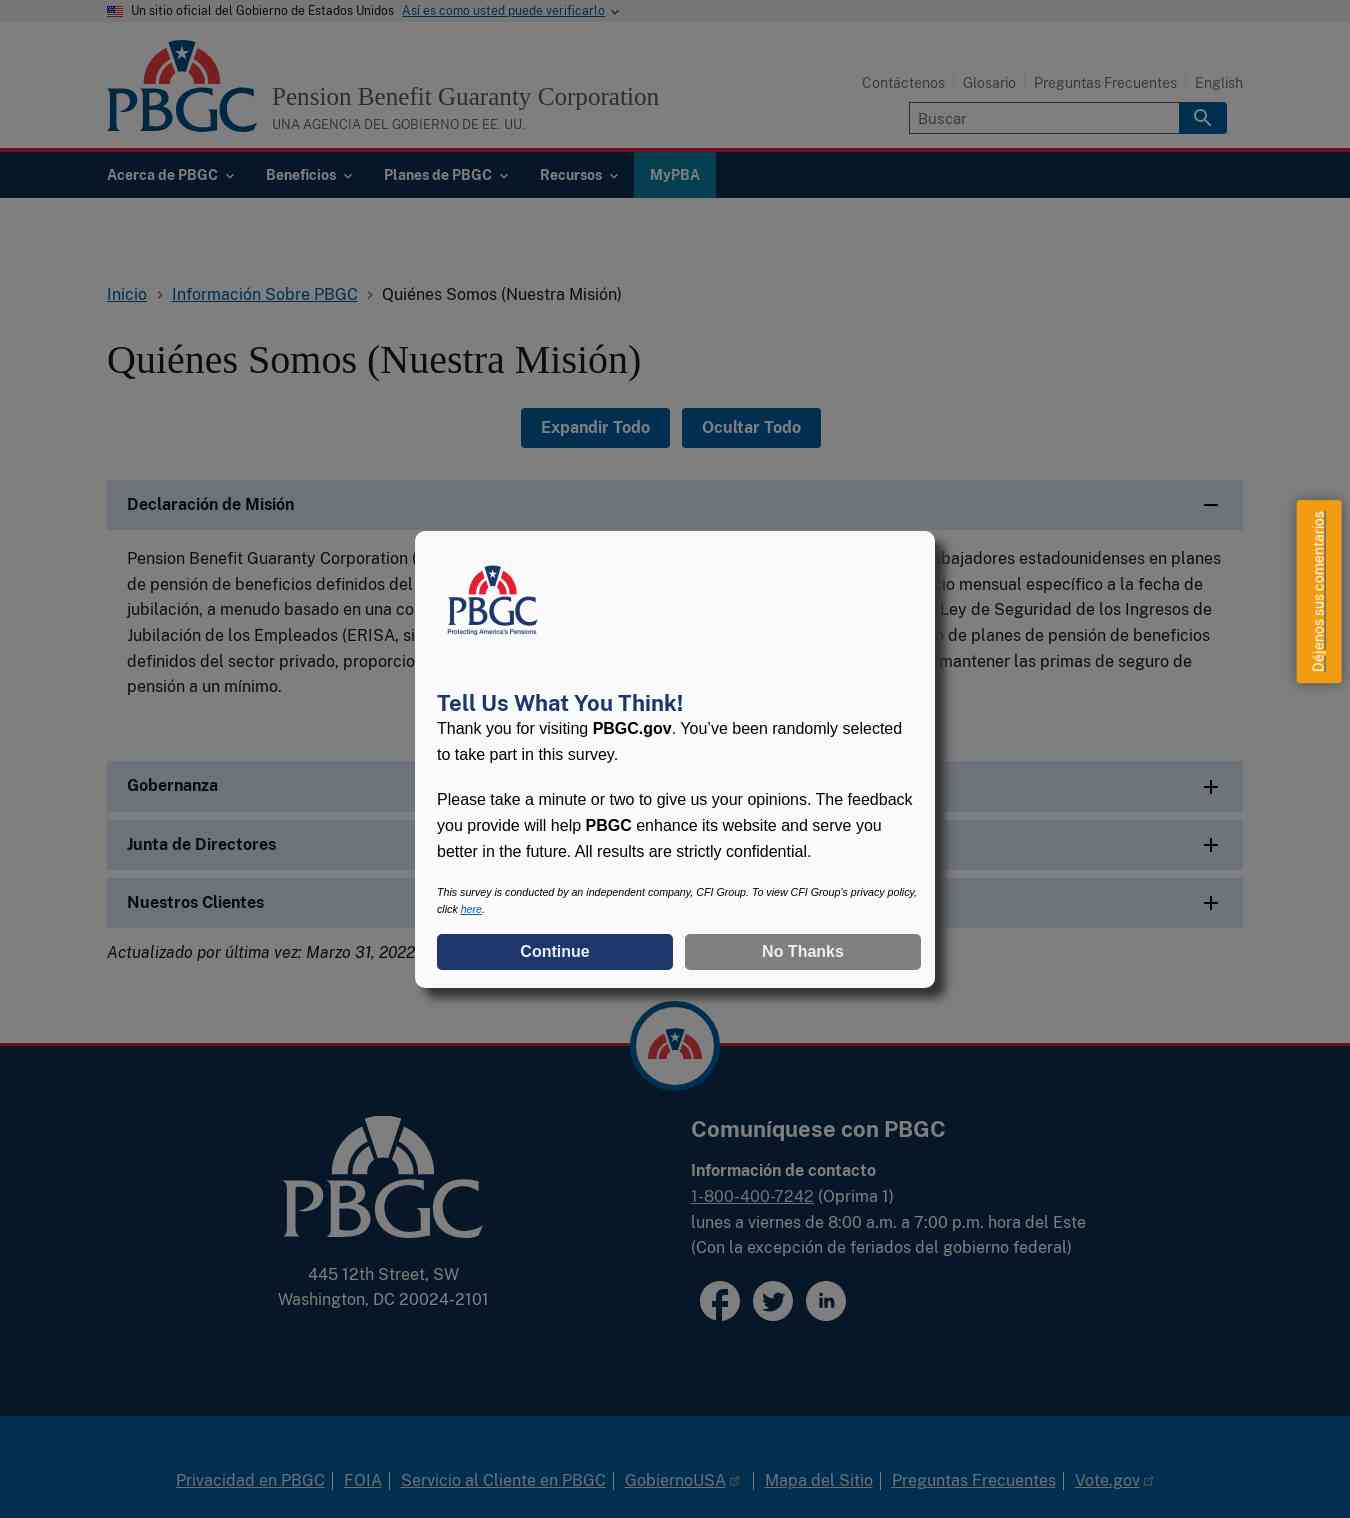 Un sitio oficial del Gobierno de Estados Unidos Así es como usted puede verificarlo
PBGC
Pension Benefit Guaranty Corporation
UNA AGENCIA DEL GOBIERNO DE EE. UU.
Contáctenos Glosario Preguntas Frecuentes English
Buscar
Acerca de PBGC Beneficios Planes de PBGC Recursos MyPBA
Inicio Información Sobre PBGC Quiénes Somos (Nuestra Misión)
Quiénes Somos (Nuestra Misión)
Expandir Todo Ocultar Todo
Declaración de Misión
Pension Benefit Guaranty Corporation ( bajadores estadounidenses en planes
de pensión de beneficios definidos del io mensual específico a la fecha de
jubilación, a menudo basado en una co Ley de Seguridad de los Ingresos de
Jubilación de los Empleados (ERISA, si de planes de pensión de beneficios
definidos del sector privado, proporcio mantener las primas de seguro de
pensión a un mínimo.
Gobernanza
Junta de Directores
Nuestros Clientes
Actualizado por última vez: Marzo 31, 2022
Déjenos sus comentarios
PBGC
Protecting America's Pensions
Tell Us What You Think!
Thank you for visiting PBGC.gov. You've been randomly selected
to take part in this survey.
Please take a minute or two to give us your opinions. The feedback
you provide will help PBGC enhance its website and serve you
better in the future. All results are strictly confidential.
This survey is conducted by an independent company, CFI Group. To view CFI Group's privacy policy,
click here.
Continue No Thanks
PBGC
445 12th Street, SW
Washington, DC 20024-2101
Comuníquese con PBGC
Información de contacto
1-800-400-7242 (Oprima 1)
lunes a viernes de 8:00 a.m. a 7:00 p.m. hora del Este
(Con la excepción de feriados del gobierno federal)
in
Privacidad en PBGC FOIA Servicio al Cliente en PBGC GobiernoUSA Mapa del Sitio Preguntas Frecuentes Vote.gov